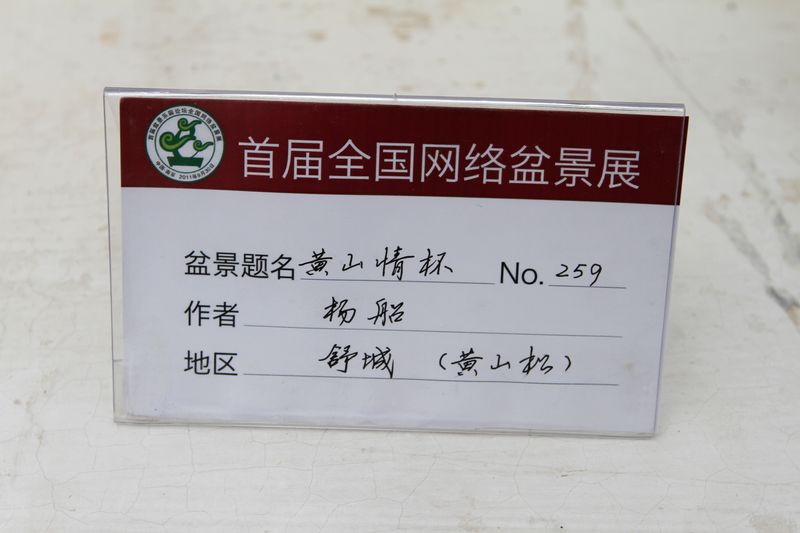 首届全国网络盆景展
盆景题名 黄山情怀 No. 259
作者 杨船
地区 舒城 (黄山松)